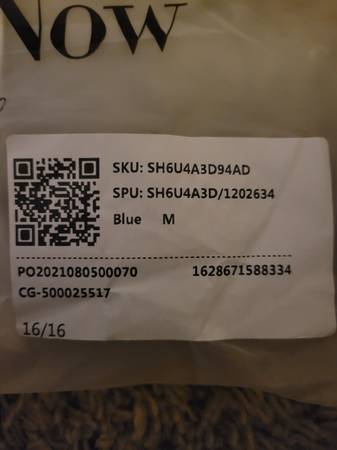 Now
SKU: SH6U4A3D94AD
SPU: SH6U4A3D/1202634
Blue M
PO2021080500070 1628671588334
CG-500025517
16/16